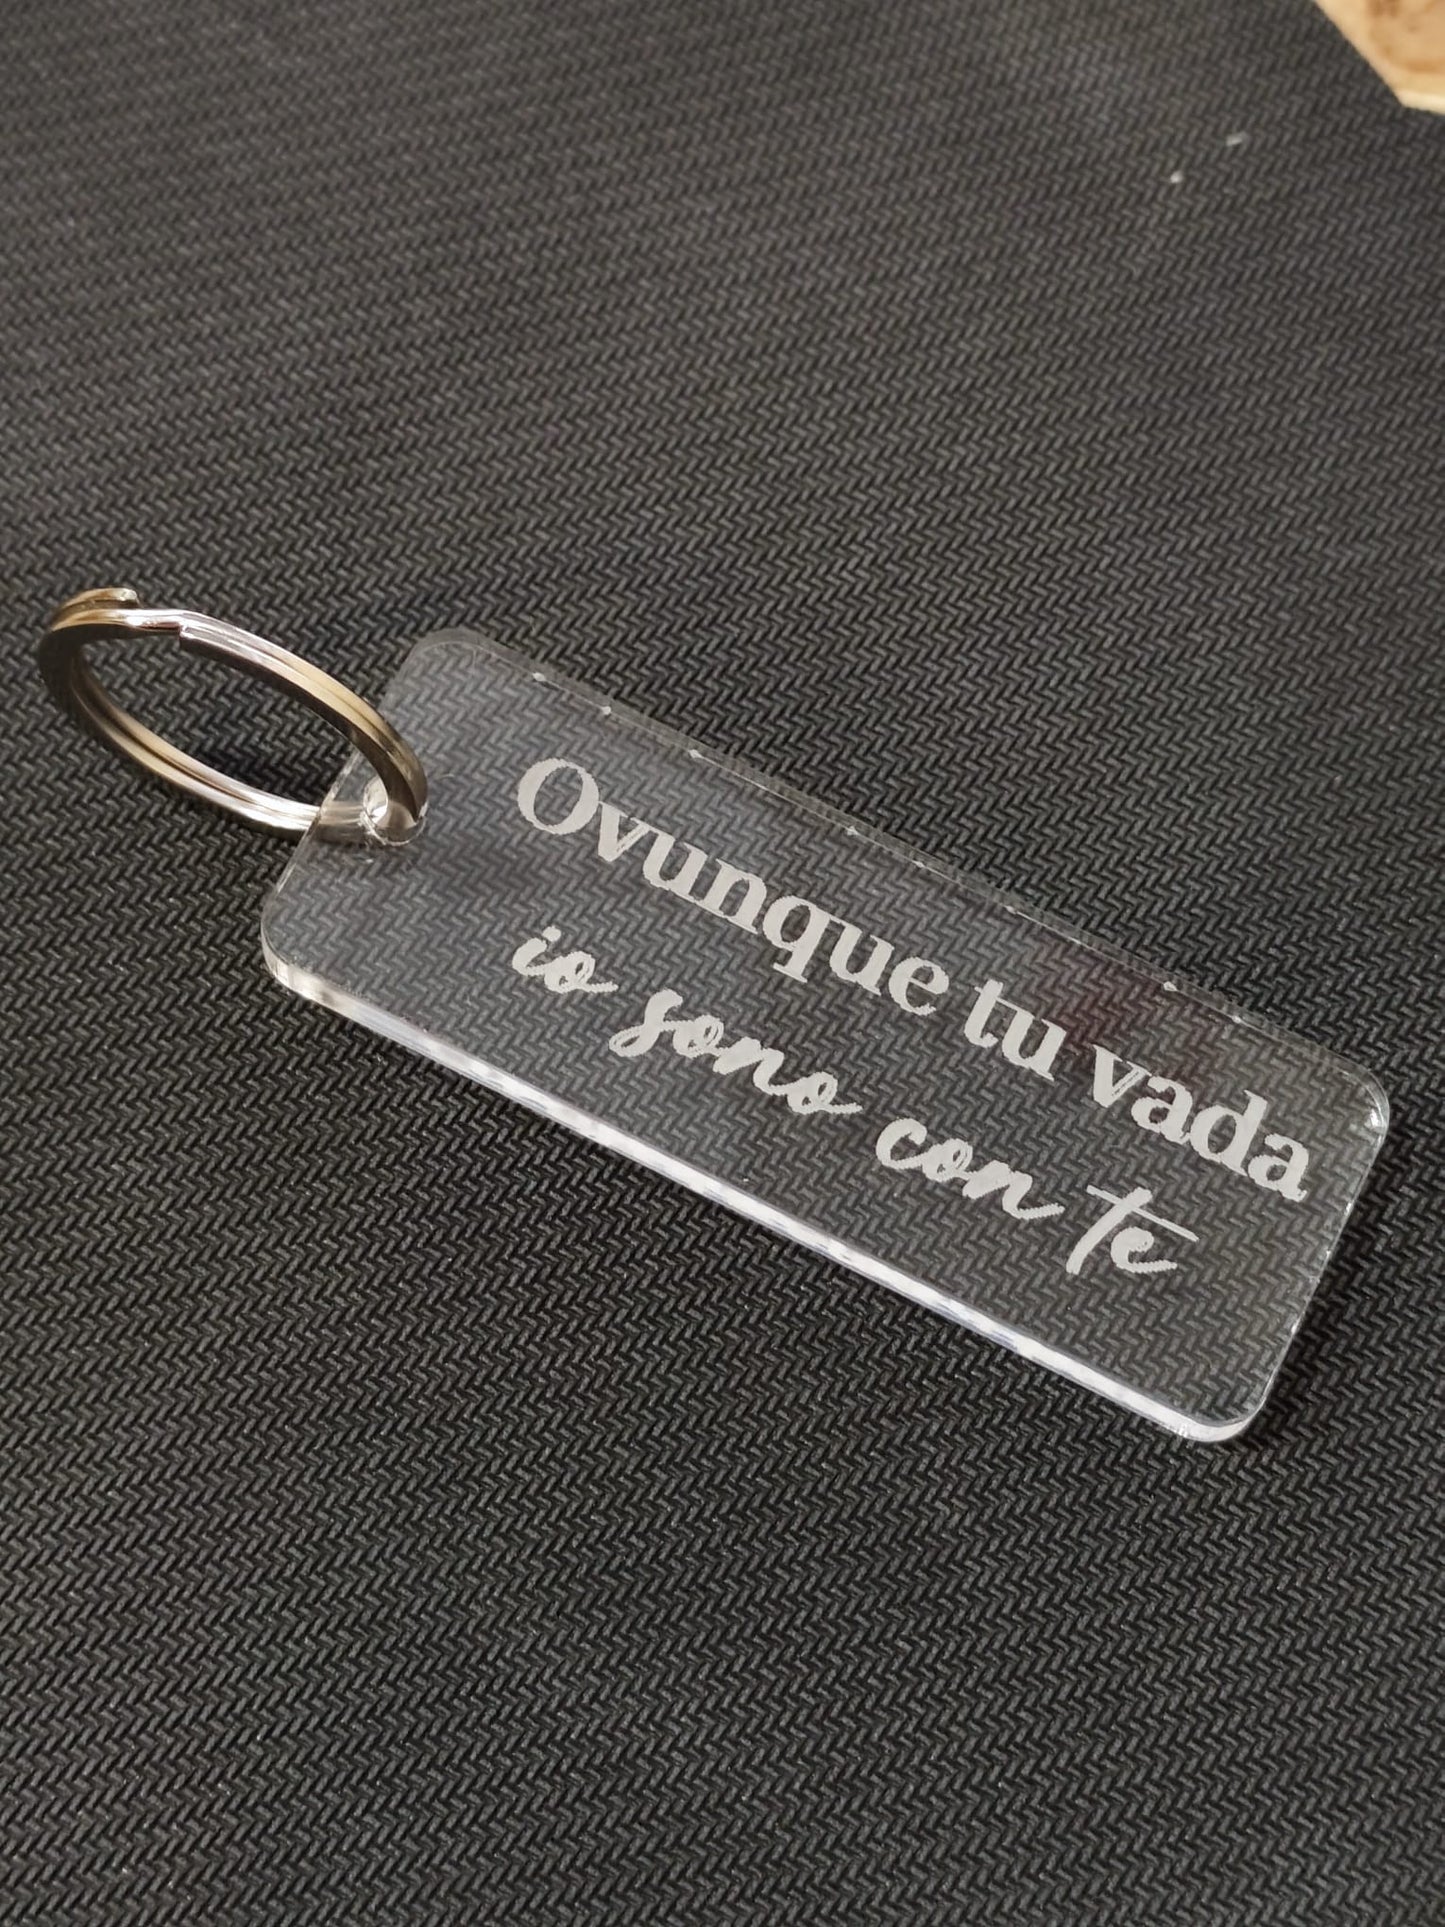 Ovunque tu vada
io sono con te